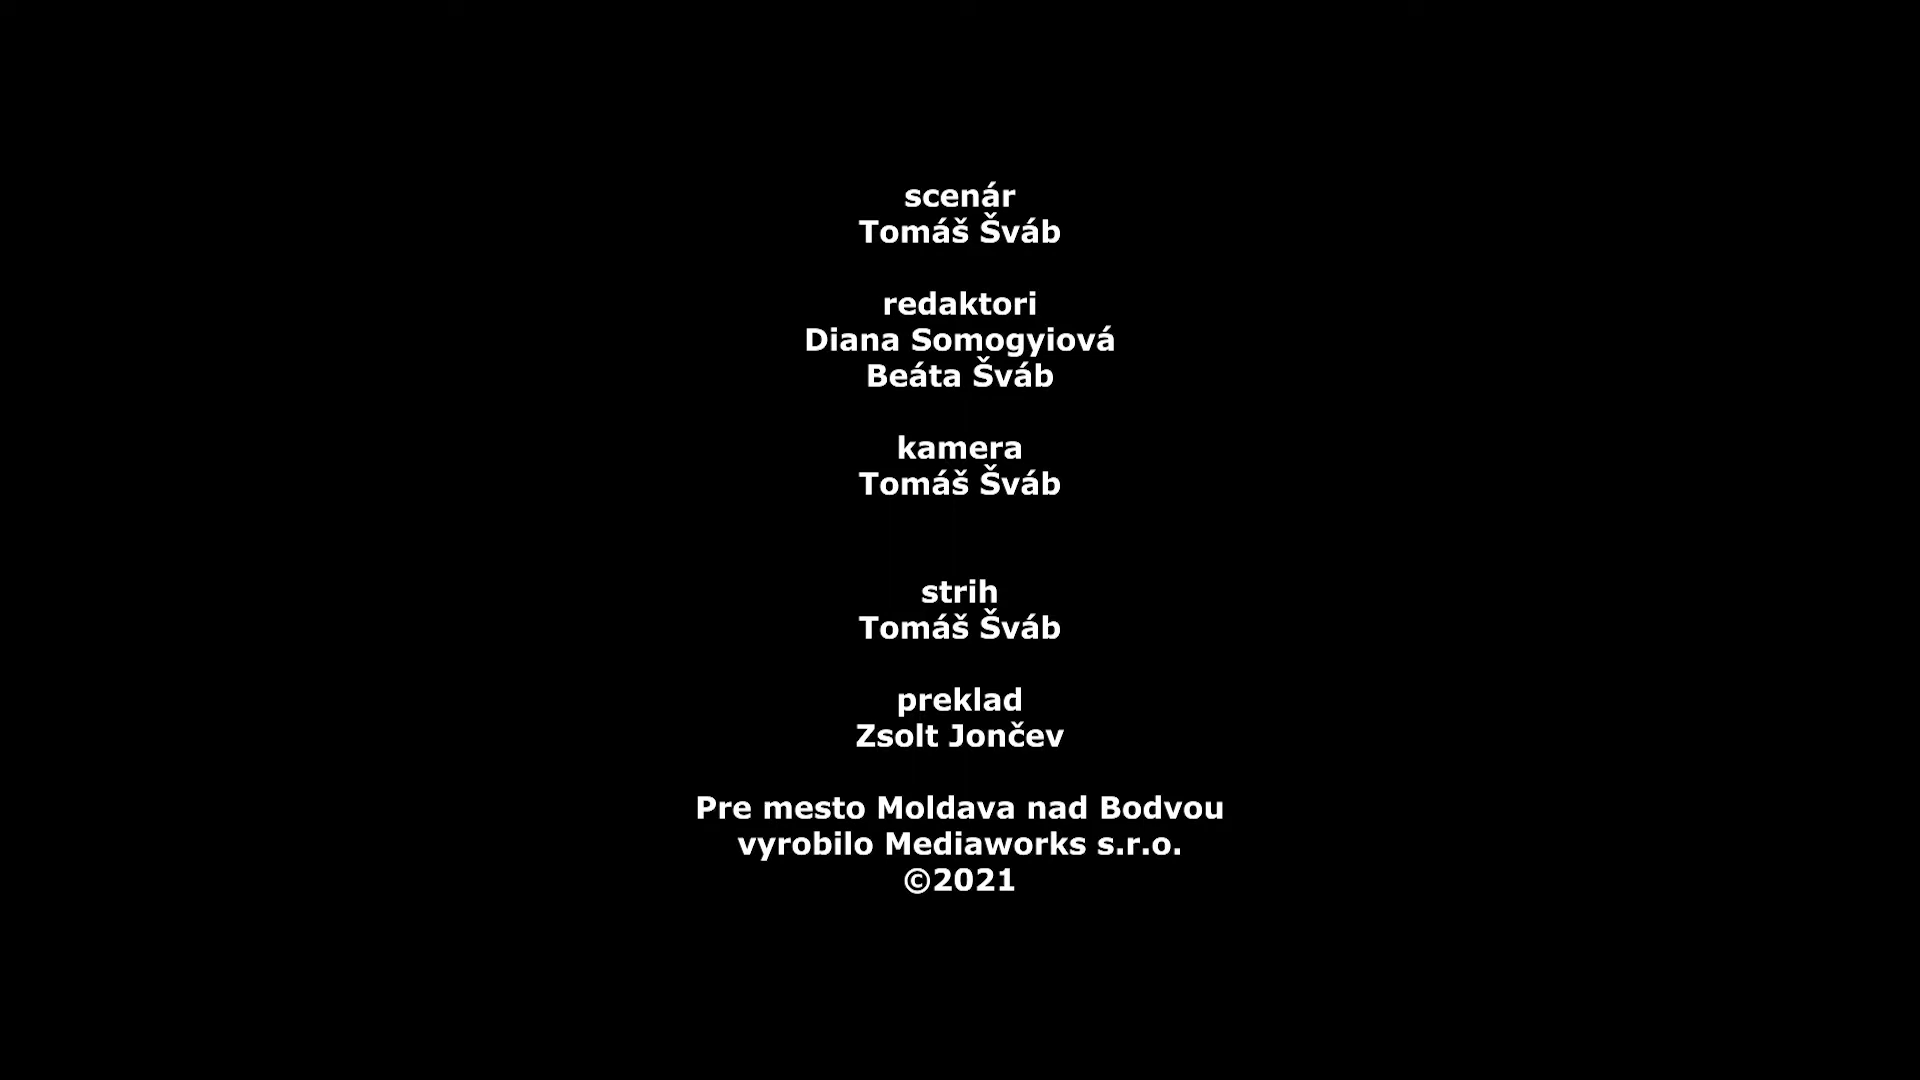 scenár
Tomáš Šváb
redaktori
Diana Somogyiová
Beáta Šváb
kamera
Tomáš Šváb
strih
Tomáš Šváb
preklad
Zsolt Jončev
Pre mesto Moldava nad Bodvou
vyrobilo Mediaworks s.r.o.
©2021